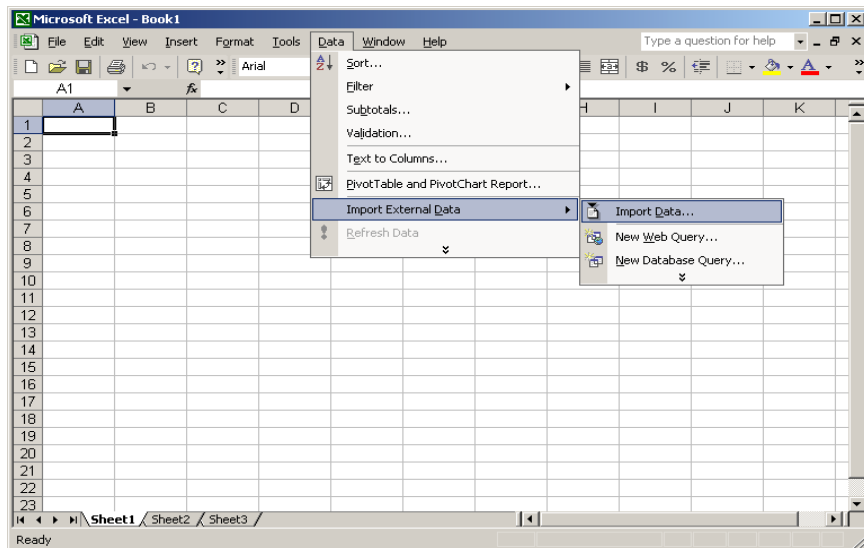 Microsoft Excel - Book1
File Edit View Insert Format Tools Data Window Help Type a question for help
Arial $ %
A1 fx
Sort...
Filter
Subtotals...
Validation...
Text to Columns...
PivotTable and PivotChart Report...
Import External Data
Refresh Data
Import Data...
New Web Query...
New Database Query...
A B C D H I J K
1
2
3
4
5
6
7
8
9
10
11
12
13
14
15
16
17
18
19
20
21
22
23
Sheet1 Sheet2 Sheet3
Ready